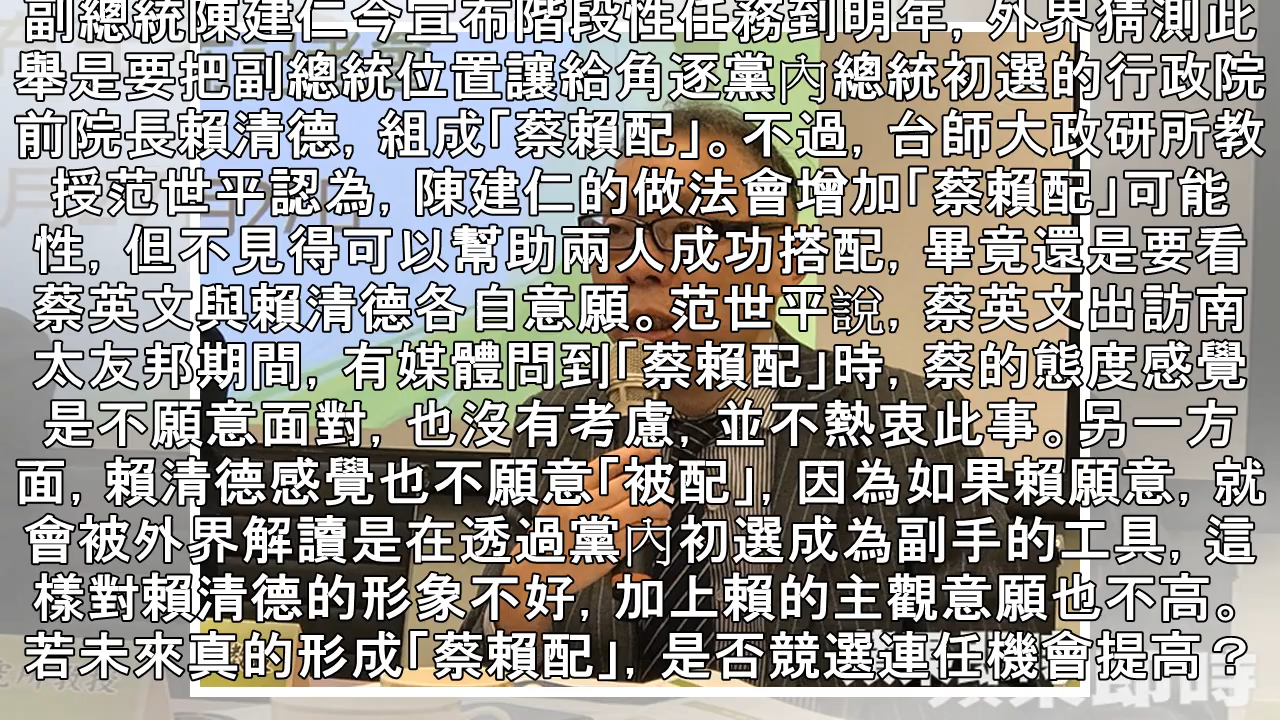 副總統陳建仁今宣布階段性任務到明年, 外界猜測此
舉是要把副總統位置讓給角逐黨內總統初選的行政院
前院長賴清德, 組成「蔡賴配」。不過, 台師大政研所教
授范世平認為, 陳建仁的做法會增加「蔡賴配」可能
性, 但不見得可以幫助兩人成功搭配, 畢竟還是要看
蔡英文與賴清德各自意願。范世平說, 蔡英文出訪南
太友邦期間, 有媒體問到「蔡賴配」時, 蔡的態度感覺
是不願意面對, 也沒有考慮, 並不熱衷此事。另一方
面, 賴清德感覺也不願意「被配」, 因為如果賴願意, 就
會被外界解讀是在透過黨內初選成為副手的工具, 這
樣對賴清德的形象不好, 加上賴的主觀意願也不高。
若未來真的形成「蔡賴配」, 是否競選連任機會提高？